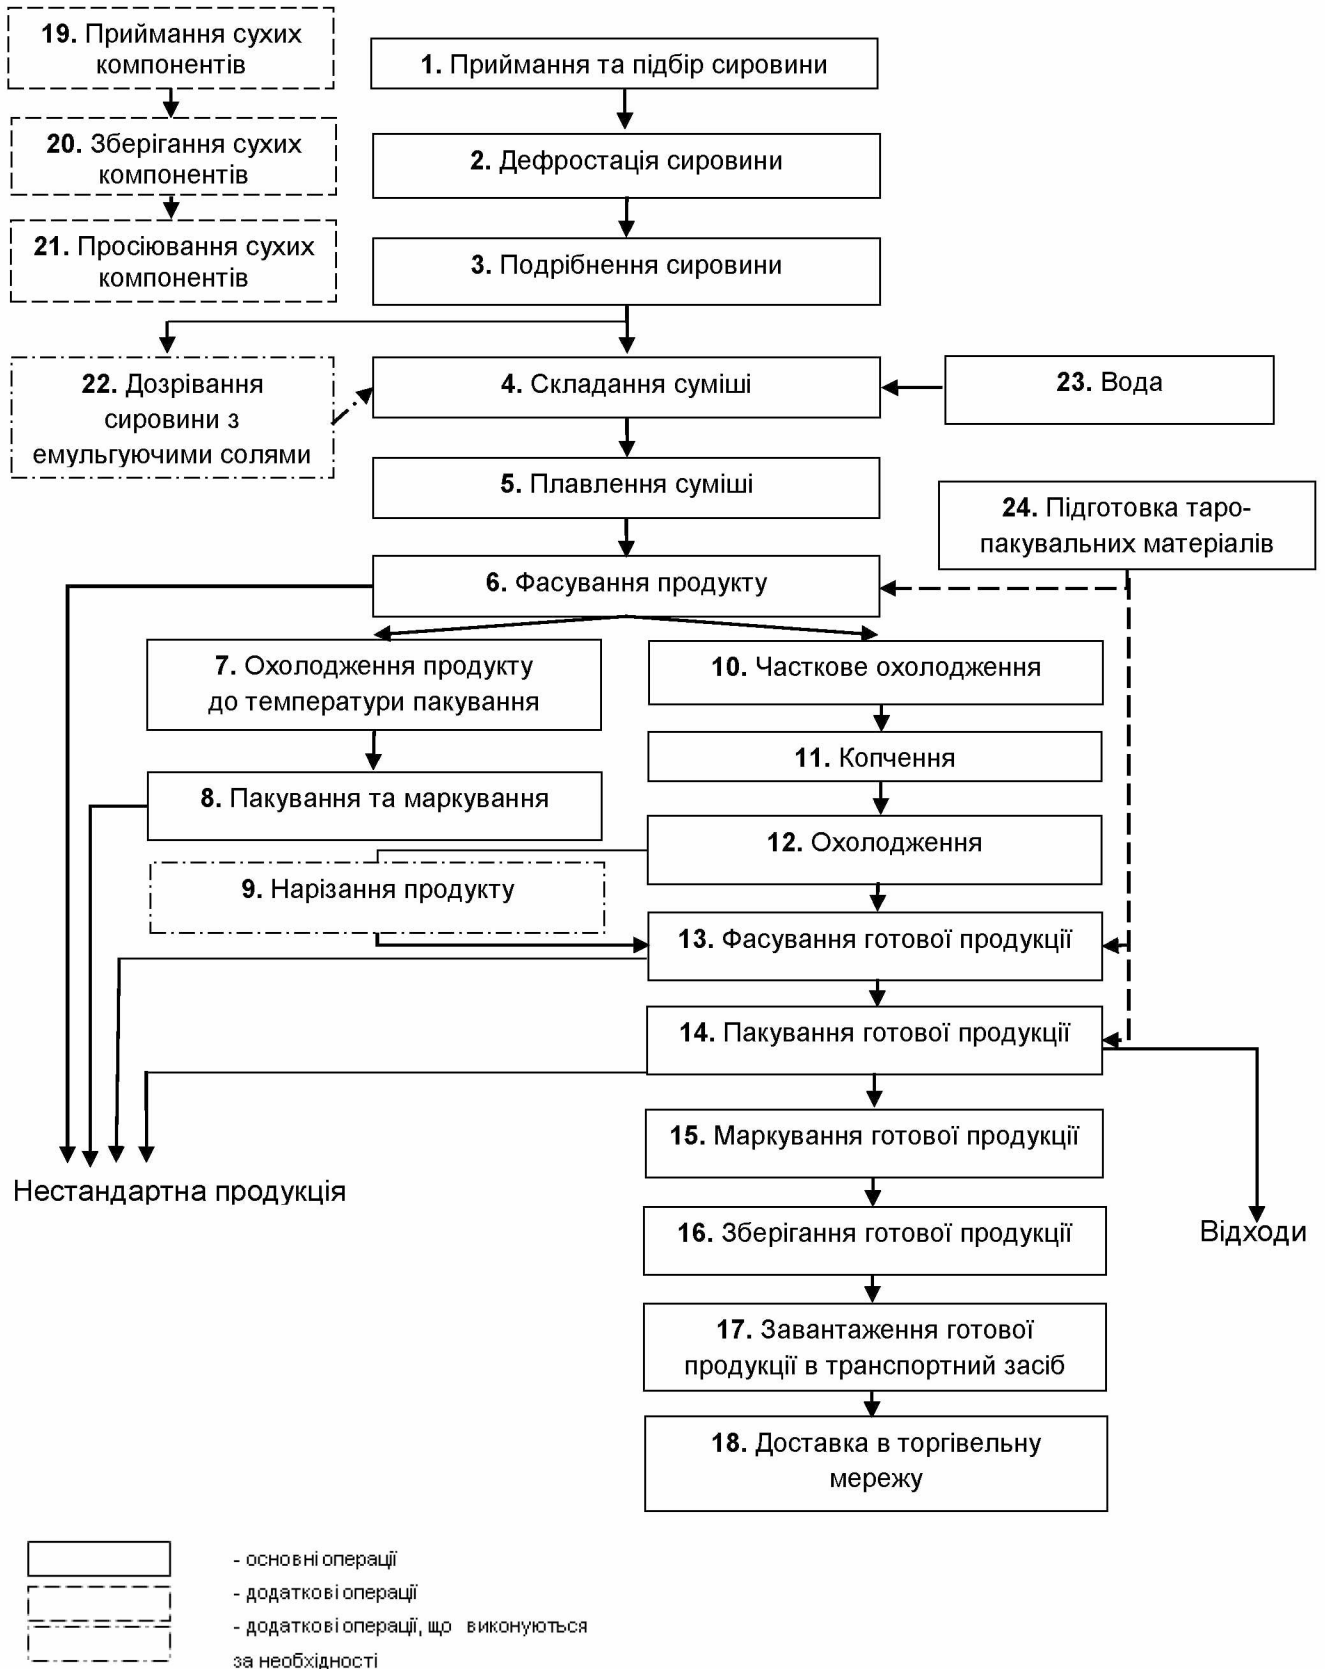 19. Приймання сухих
компонентів
1. Приймання та підбір сировини
20. Зберігання сухих
компонентів
2. Дефростація сировини
21. Просіювання сухих
компонентів
3. Подрібнення сировини
22. Дозрівання
сировини з
емульгуючими солями
4. Складання суміші
23. Вода
5. Плавлення суміші
24. Підготовка таро-
пакувальних матеріалів
6. Фасування продукту
7. Охолодження продукту
до температури пакування
10. Часткове охолодження
11. Копчення
8. Пакування та маркування
12. Охолодження
9. Нарізання продукту
13. Фасування готової продукції
14. Пакування готової продукції
15. Маркування готової продукції
Нестандартна продукція
16. Зберігання готової продукції
Відходи
17. Завантаження готової
продукції в транспортний засіб
18. Доставка в торгівельну
мережу
- основні операції
- додаткові операції
- додаткові операції, що виконуються
за необхідності